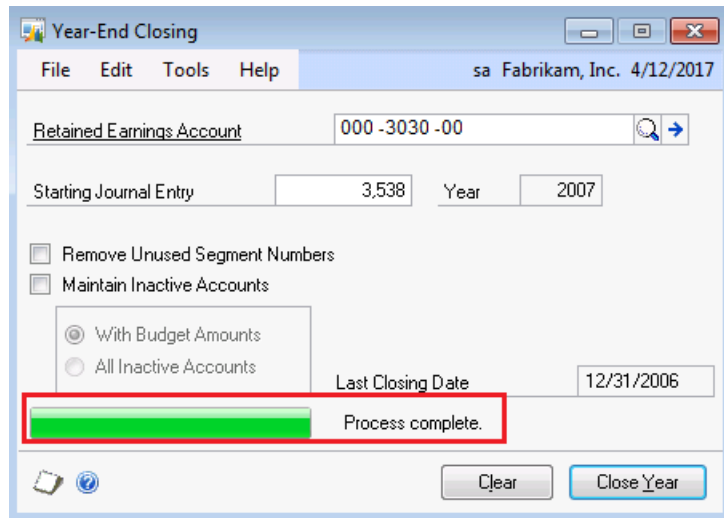 Year-End Closing
File Edit Tools Help sa Fabrikam, Inc. 4/12/2017
Retained Earnings Account 000 -3030 -00
Starting Journal Entry 3,538 Year 2007
Remove Unused Segment Numbers
Maintain Inactive Accounts
With Budget Amounts
All Inactive Accounts
Last Closing Date 12/31/2006
Process complete.
Clear Close Year